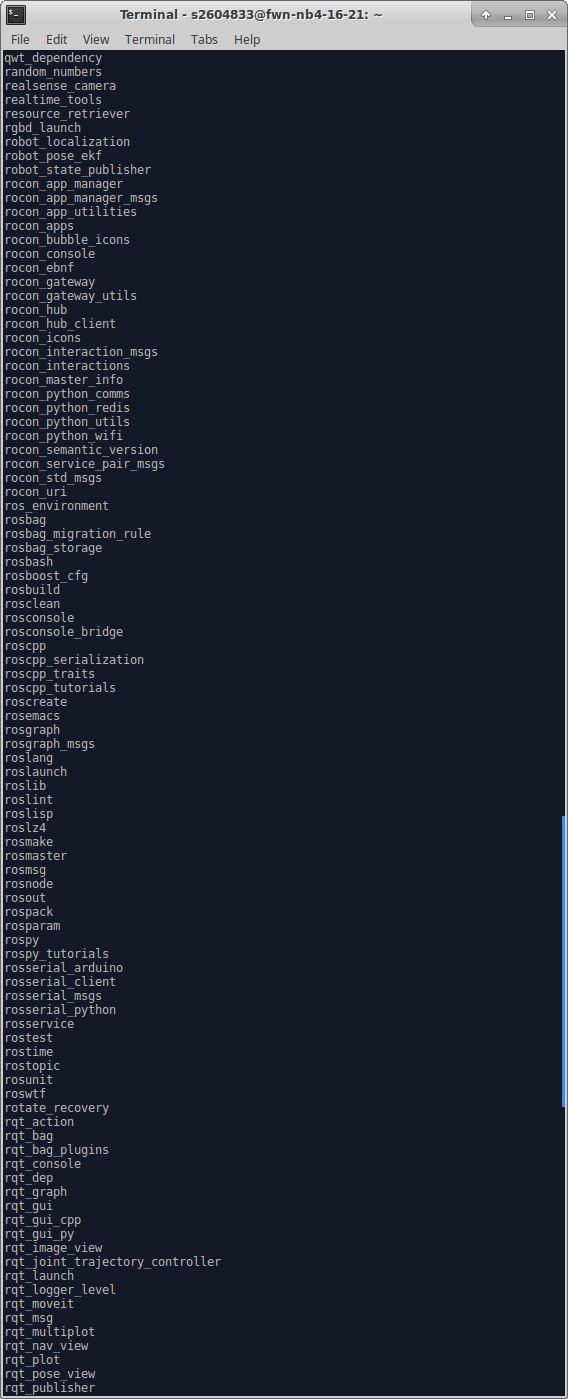 Terminal - s2604833@fwn-nb4-16-21: ~
File Edit View Terminal Tabs Help
qwt_dependency
random_numbers
realsense_camera
realtime_tools
resource_retriever
rgbd_launch
robot_localization
robot_pose_ekf
robot_state_publisher
rocon_app_manager
rocon_app_manager_msgs
rocon_app_utilities
rocon_apps
rocon_bubble_icons
rocon_console
rocon_ebnf
rocon_gateway
rocon_gateway_utils
rocon_hub
rocon_hub_client
rocon_icons
rocon_interaction_msgs
rocon_interactions
rocon_master_info
rocon_python_comms
rocon_python_redis
rocon_python_utils
rocon_python_wifi
rocon_semantic_version
rocon_service_pair_msgs
rocon_std_msgs
rocon_uri
ros_environment
rosbag
rosbag_migration_rule
rosbag_storage
rosbash
rosboost_cfg
rosbuild
rosclean
rosconsole
rosconsole_bridge
roscpp
roscpp_serialization
roscpp_traits
roscpp_tutorials
roscreate
rosemacs
rosgraph
rosgraph_msgs
roslang
roslaunch
roslib
roslint
roslisp
roslz4
rosmake
rosmaster
rosmsg
rosnode
rosout
rospack
rosparam
rospy
rospy_tutorials
rosserial_arduino
rosserial_client
rosserial_msgs
rosserial_python
rosservice
rostest
rostime
rostopic
rosunit
roswtf
rotate_recovery
rqt_action
rqt_bag
rqt_bag_plugins
rqt_console
rqt_dep
rqt_graph
rqt_gui
rqt_gui_cpp
rqt_gui_py
rqt_image_view
rqt_joint_trajectory_controller
rqt_launch
rqt_logger_level
rqt_moveit
rqt_msg
rqt_multiplot
rqt_nav_view
rqt_plot
rqt_pose_view
rqt_publisher